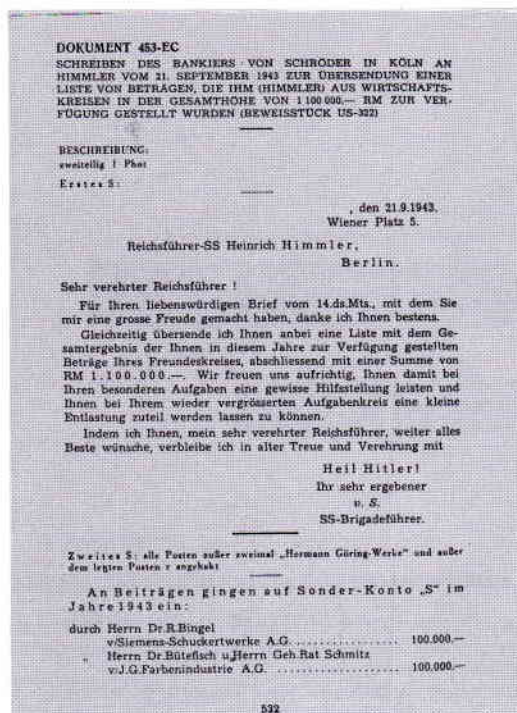 DOKUMENT 453-EC
SCHREIBEN DES BANKIERS VON SCHRÖDER IN KÖLN AN
HIMMLER VOM 21. SEPTEMBER 1943 ZUR ÜBERSENDUNG EINER
LISTE VON BETRÄGEN, DIE IHM (HIMMLER) AUS WIRTSCHAFTS-
KREISEN IN DER GESAMTHÖHE VON 1 100 000.— RM ZUR VER-
FÜGUNG GESTELLT WURDEN (BEWEISSTÜCK US-322)
BESCHREIBUNG:
zweiteilig I Phot
Erstes S:
, den 21.9.1943.
Wiener Platz 5.
Reichsführer-SS Heinrich Himmler,
Berlin.
Sehr verehrter Reichsführer !
Für Ihren liebenswürdigen Brief vom 14.ds.Mts., mit dem Sie
mir eine grosse Freude gemacht haben, danke ich Ihnen bestens.
Gleichzeitig übersende ich Ihnen anbei eine Liste mit dem Ge-
samtergebnis der Ihnen in diesem Jahre zur Verfügung gestellten
Beträge Ihres Freundeskreises, abschliessend mit einer Summe von
RM 1.100.000.— Wir freuen uns aufrichtig, Ihnen damit bei
Ihren besonderen Aufgaben eine gewisse Hilfsstellung leisten und
Ihnen bei Ihrem wieder vergrösserten Aufgabenkreis eine kleine
Entlastung zuteil werden lassen zu können.
Indem ich Ihnen, mein sehr verehrter Reichsführer, weiter alles
Beste wünsche, verbleibe ich in alter Treue und Verehrung mit
Heil Hitler!
Ihr sehr ergebener
v. S.
SS-Brigadeführer.
Zweites S: alle Posten außer zweimal „Hermann Göring-Werke" und außer
dem letzten Posten r angehakt
An Beiträgen gingen auf Sonder-Konto „S" im
Jahre 1943 ein:
durch Herrn Dr.R.Bingel
v/Siemens-Schuckertwerke A.G. .................. 100.000.—
„ Herrn Dr.Bütefisch u.Herrn Geh.Rat Schmitz
v.J.G.Farbenindustrie A.G. ..................... 100.000.—
532